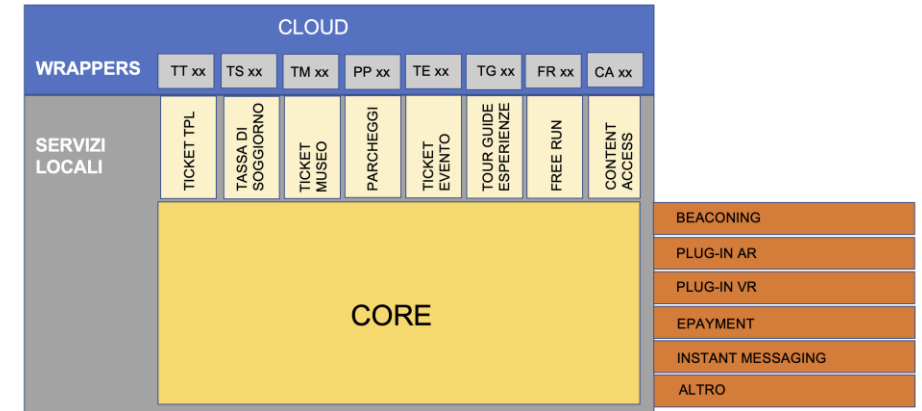 CLOUD
WRAPPERS
TT xx
TS xx
TM xx
PP xx
TE xx
TG xx
FR xx
CA xx
SERVIZI
LOCALI
TICKET TPL
TASSA DI
SOGGIORNO
TICKET
MUSEO
PARCHEGGI
TICKET
EVENTO
TOUR GUIDE
ESPERIENZE
FREE RUN
CONTENT
ACCESS
CORE
BEACONING
PLUG-IN AR
PLUG-IN VR
EPAYMENT
INSTANT MESSAGING
ALTRO